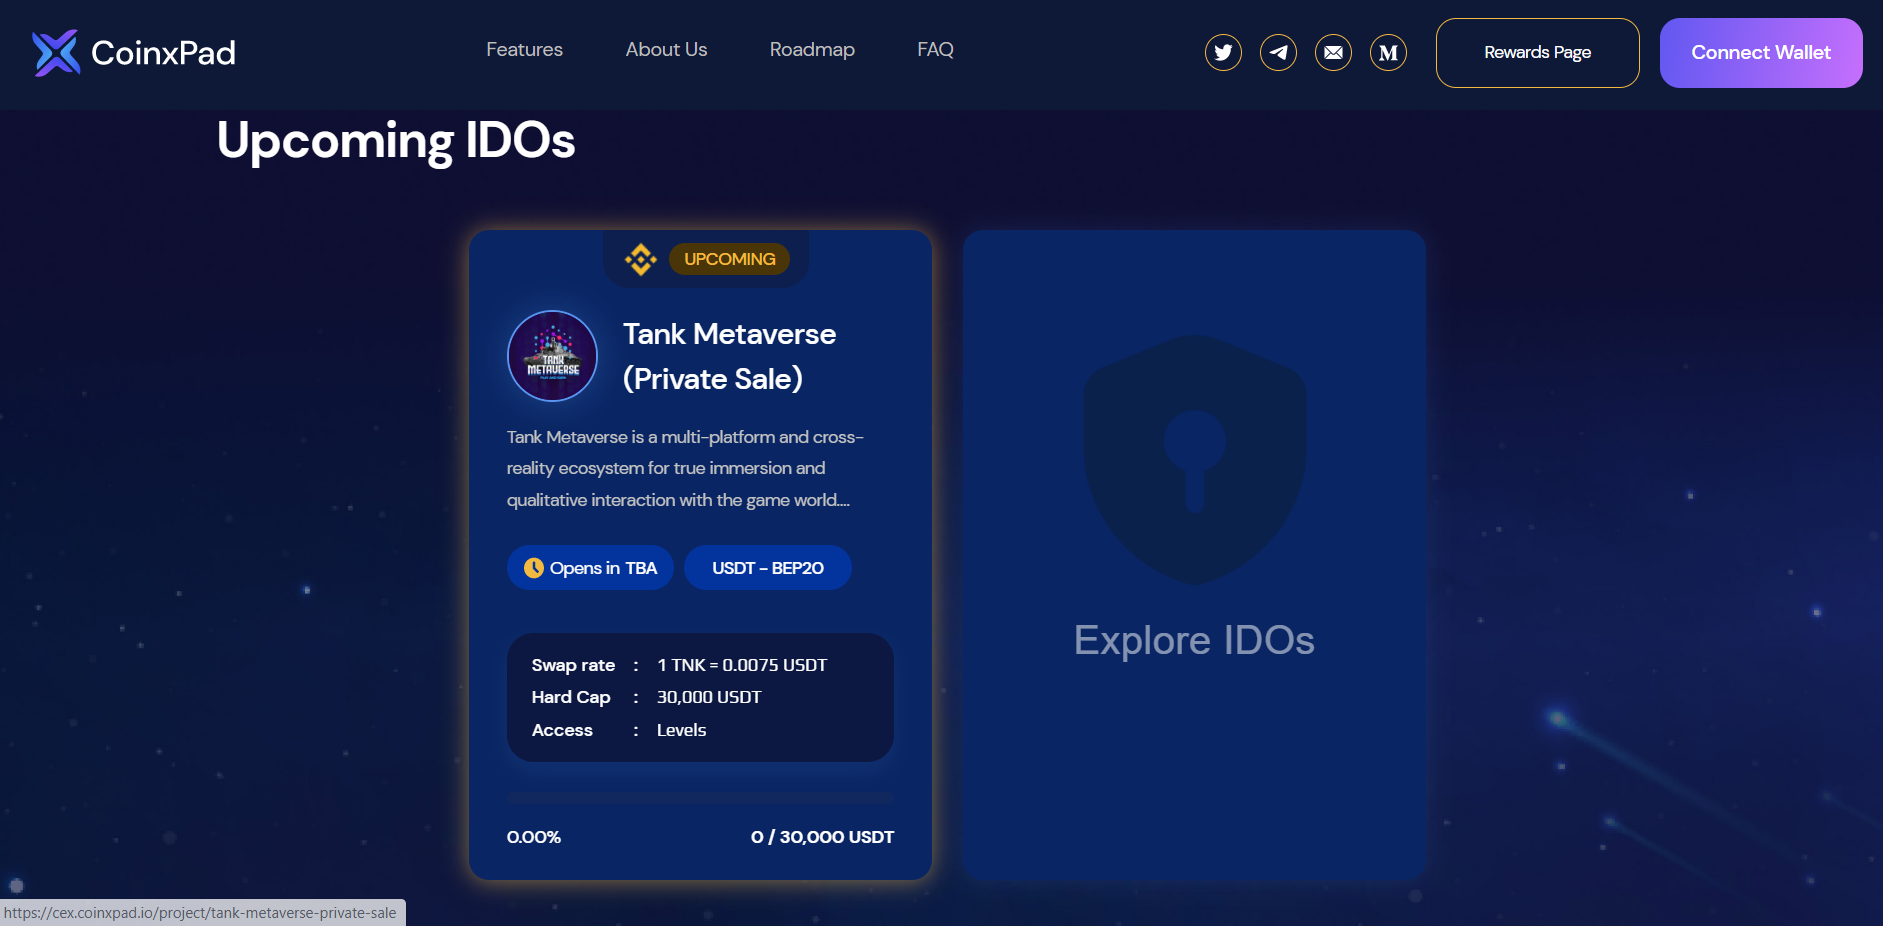 CoinxPad
Features
About Us
Roadmap
FAQ
M
Rewards Page
Connect Wallet
Upcoming IDOs
UPCOMING
TANK
METAVERSE
Tank Metaverse
(Private Sale)
Tank Metaverse is a multi-platform and cross-
reality ecosystem for true immersion and
qualitative interaction with the game world....
Opens in TBA
USDT - BEP20
Swap rate : 1 TNK = 0.0075 USDT
Hard Cap : 30,000 USDT
Access : Levels
0.00%
0 / 30,000 USDT
Explore IDOs
https://cex.coinxpad.io/project/tank-metaverse-private-sale